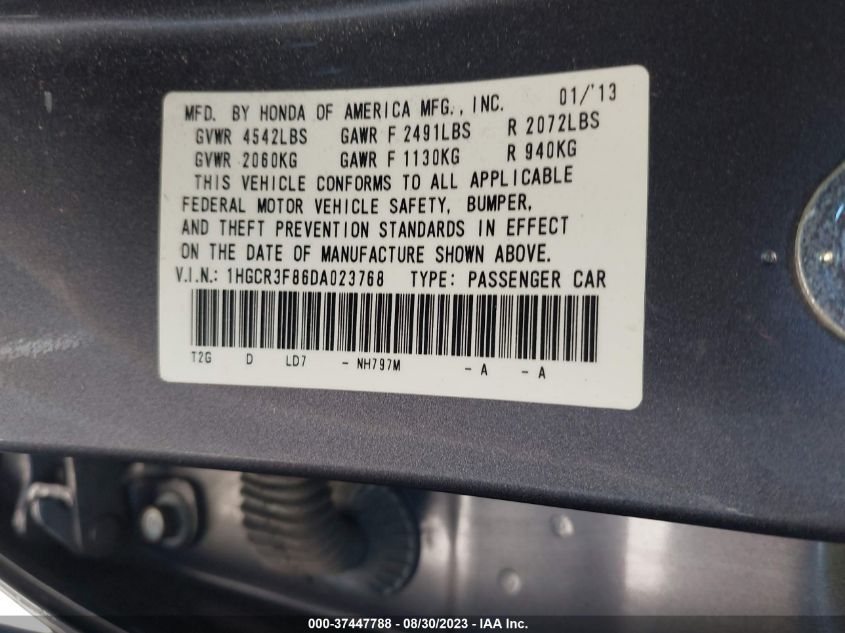 MFD. BY HONDA OF AMERICA MFG., INC. 01/'13
GVWR 4542LBS GAWR F 2491LBS R 2072LBS
GVWR 2060KG GAWR F 1130KG R 940KG
THIS VEHICLE CONFORMS TO ALL APPLICABLE
FEDERAL MOTOR VEHICLE SAFETY, BUMPER,
AND THEFT PREVENTION STANDARDS IN EFFECT
ON THE DATE OF MANUFACTURE SHOWN ABOVE.
V.I.N.: 1HGCR3F86DA023768 TYPE: PASSENGER CAR
T2G D LD7 - NH797M - A - A
000-37447788 - 08/30/2023 - IAA Inc.